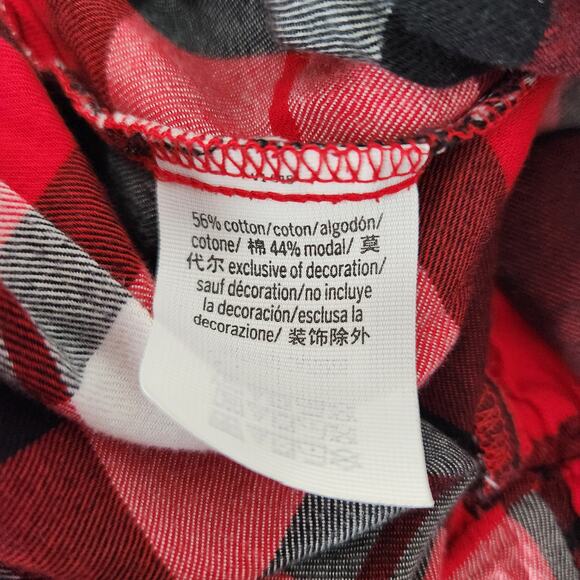 56% cotton/coton/algodón/
cotone/ 棉 44% modal/ 莫
代尔 exclusive of decoration/
sauf décoration/no incluye
la decoración/esclusa la
decorazione/ 装饰除外